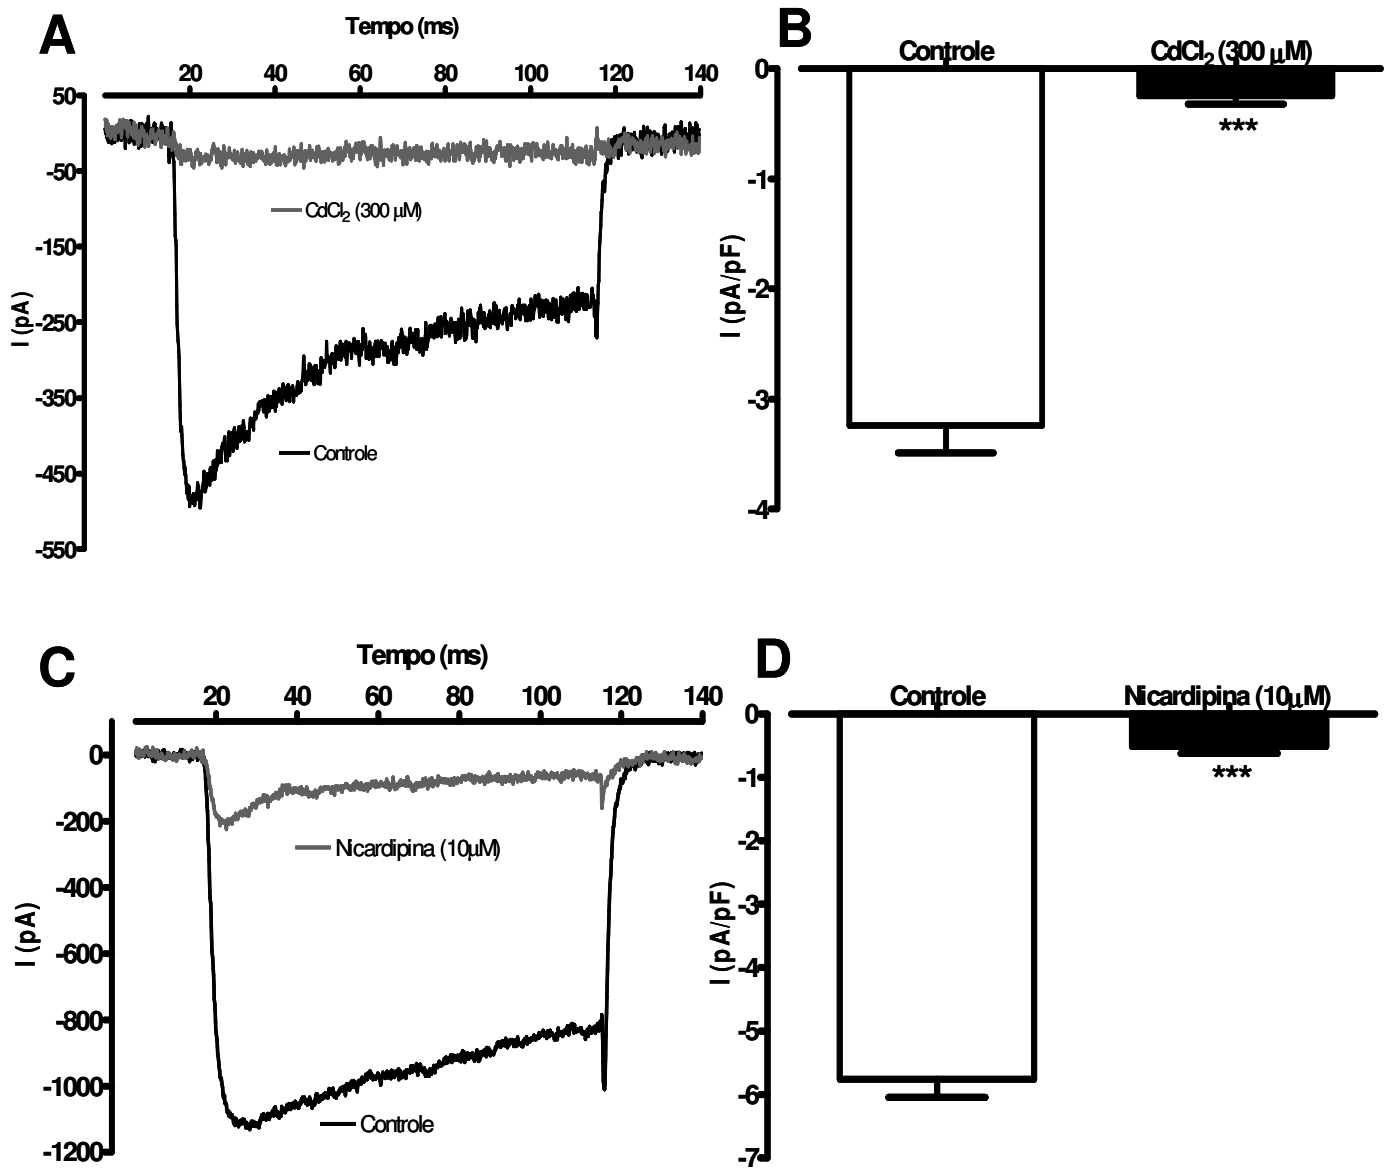 A
Tempo (ms)
20 40 60 80 100 120 140
50
-50
-150
-250
-350
-450
-550
I (pA)
CdCl₂ (300 µM)
Controle
B
Controle CdCl₂ (300 µM)
0
-1
-2
-3
-4
I (pA/pF)
***
C
Tempo (ms)
20 40 60 80 100 120 140
0
-200
-400
-600
-800
-1000
-1200
I (pA)
Nicardipina (10µM)
Controle
D
Controle Nicardipina (10µM)
0
-1
-2
-3
-4
-5
-6
-7
I (pA/pF)
***